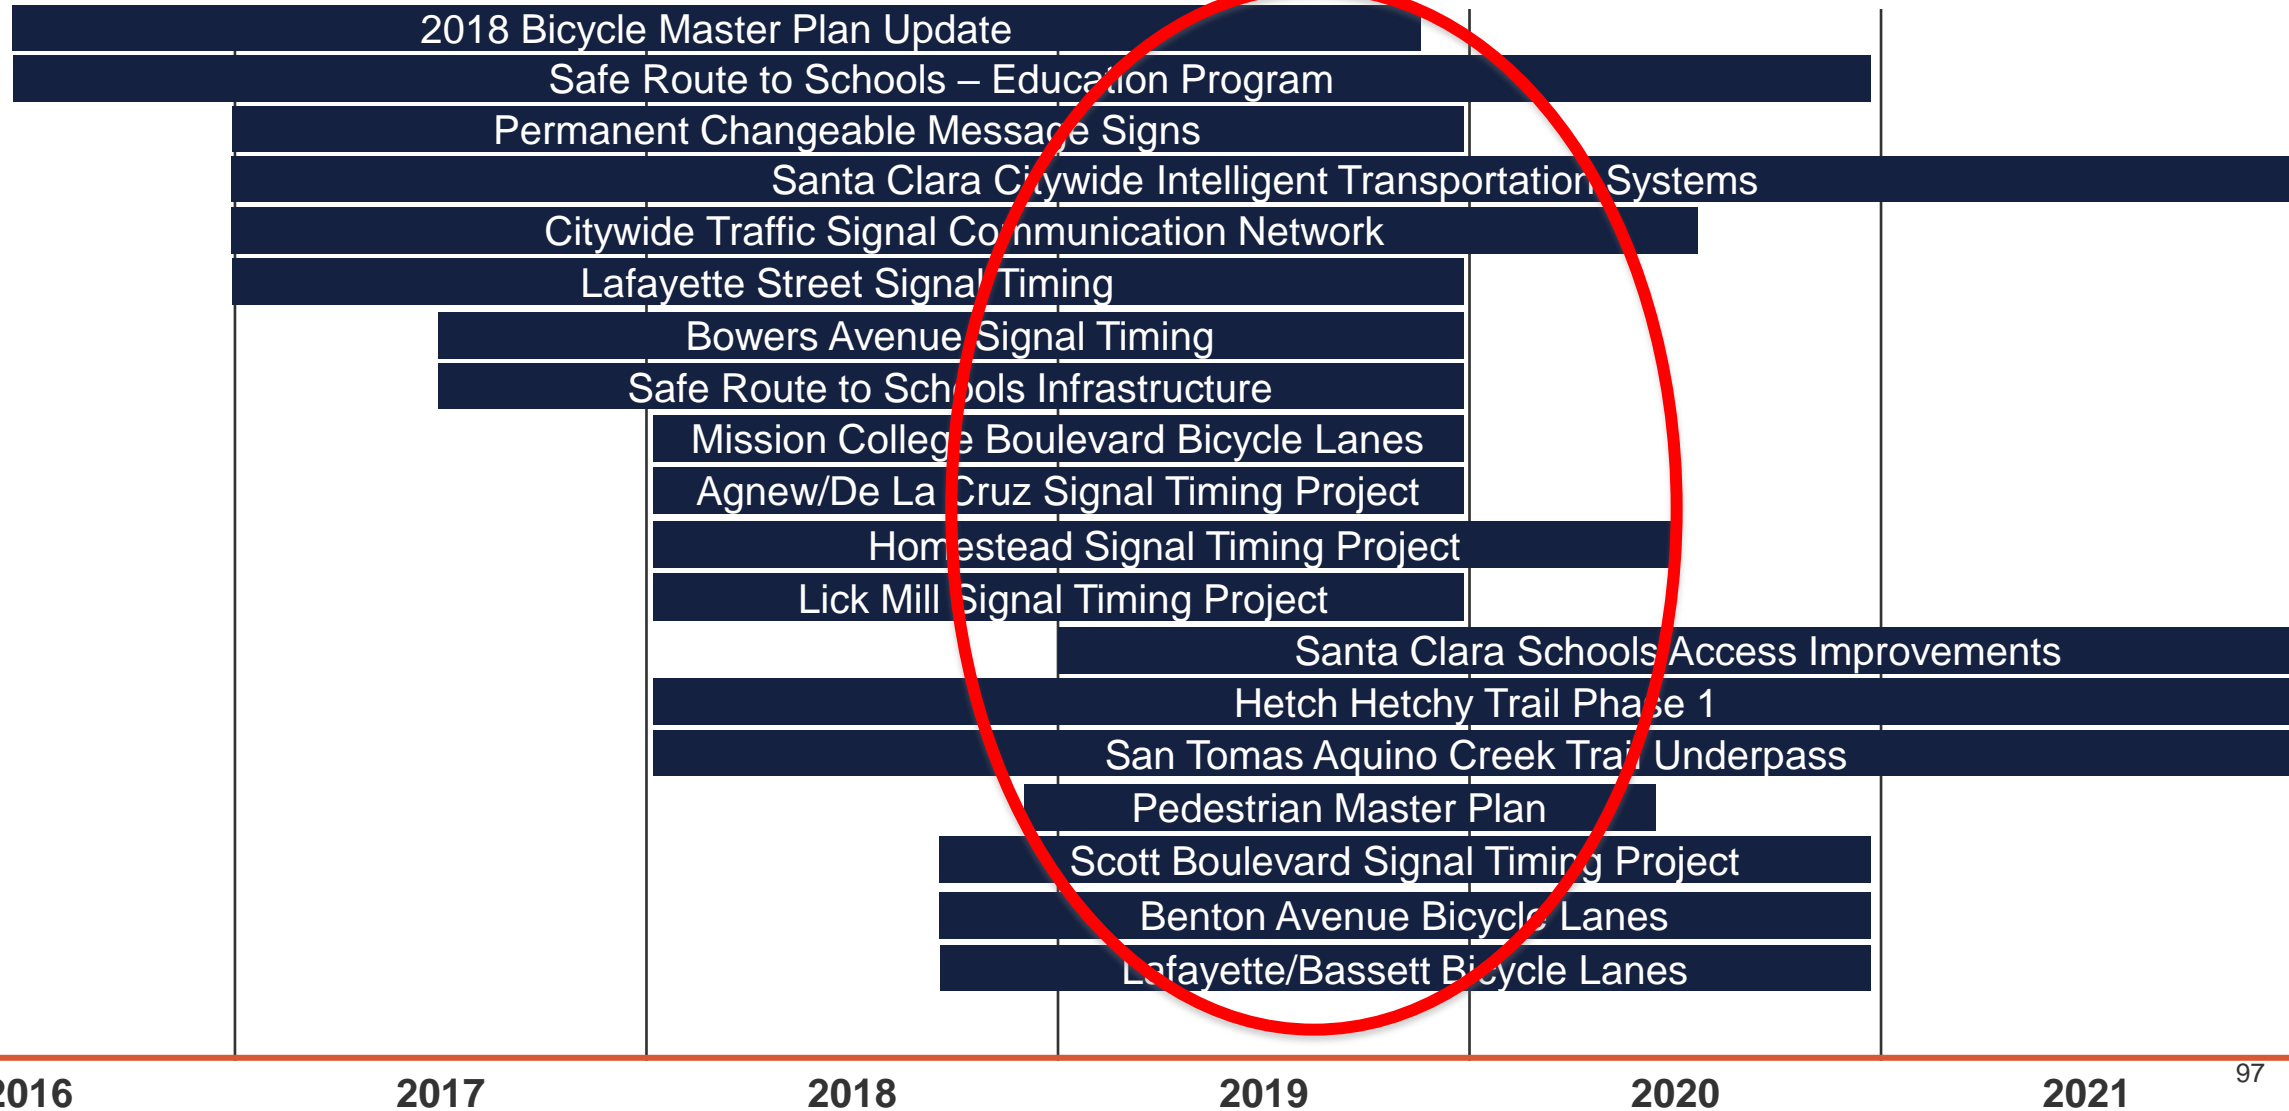 2018 Bicycle Master Plan Update
Safe Route to Schools – Education Program
Permanent Changeable Message Signs
Santa Clara Citywide Intelligent Transportation Systems
Citywide Traffic Signal Communication Network
Lafayette Street Signal Timing
Bowers Avenue Signal Timing
Safe Route to Schools Infrastructure
Mission College Boulevard Bicycle Lanes
Agnew/De La Cruz Signal Timing Project
Homestead Signal Timing Project
Lick Mill Signal Timing Project
Santa Clara Schools Access Improvements
Hetch Hetchy Trail Phase 1
San Tomas Aquino Creek Trail Underpass
Pedestrian Master Plan
Scott Boulevard Signal Timing Project
Benton Avenue Bicycle Lanes
Lafayette/Bassett Bicycle Lanes
2016 2017 2018 2019 2020 2021
97